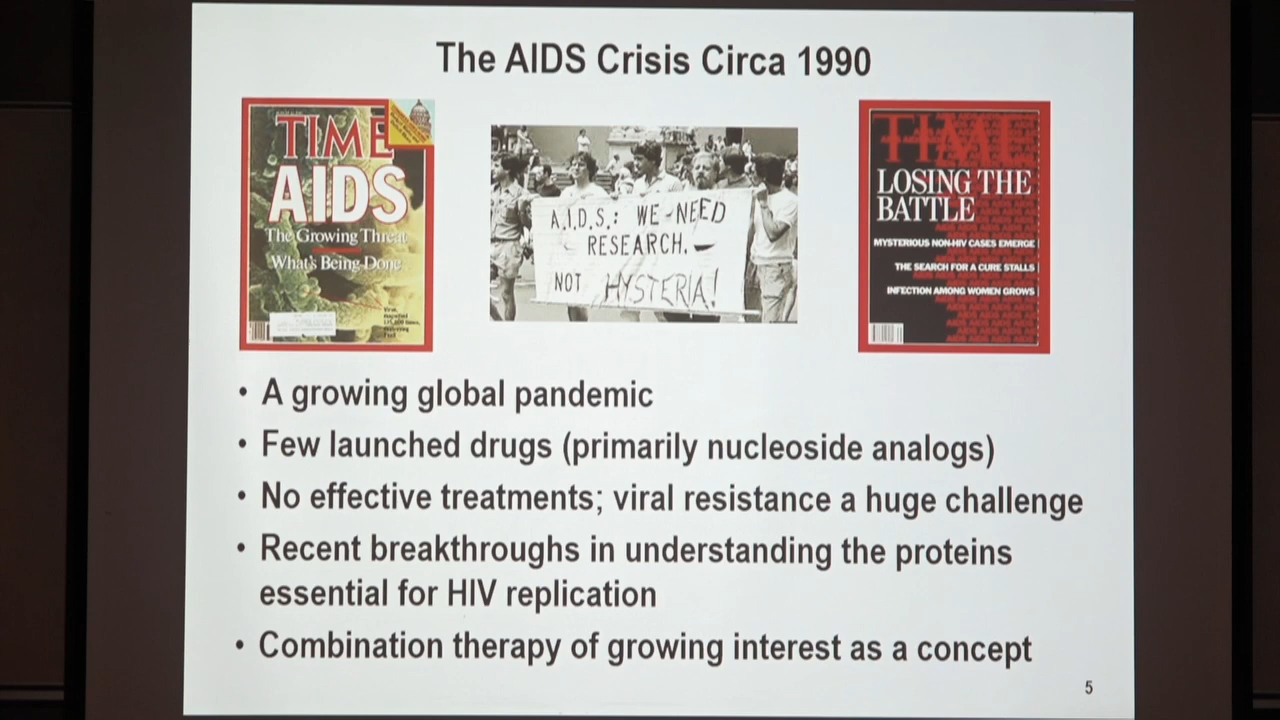 The AIDS Crisis Circa 1990
TIME
AIDS
The Growing Threat
What's Being Done
A.I.D.S.: WE NEED
RESEARCH.
NOT HYSTERIA!
TIME
LOSING THE
BATTLE
MYSTERIOUS NON-HIV CASES EMERGE
THE SEARCH FOR A CURE STALLS
INFECTION AMONG WOMEN GROWS
• A growing global pandemic
• Few launched drugs (primarily nucleoside analogs)
• No effective treatments; viral resistance a huge challenge
• Recent breakthroughs in understanding the proteins
essential for HIV replication
• Combination therapy of growing interest as a concept
5